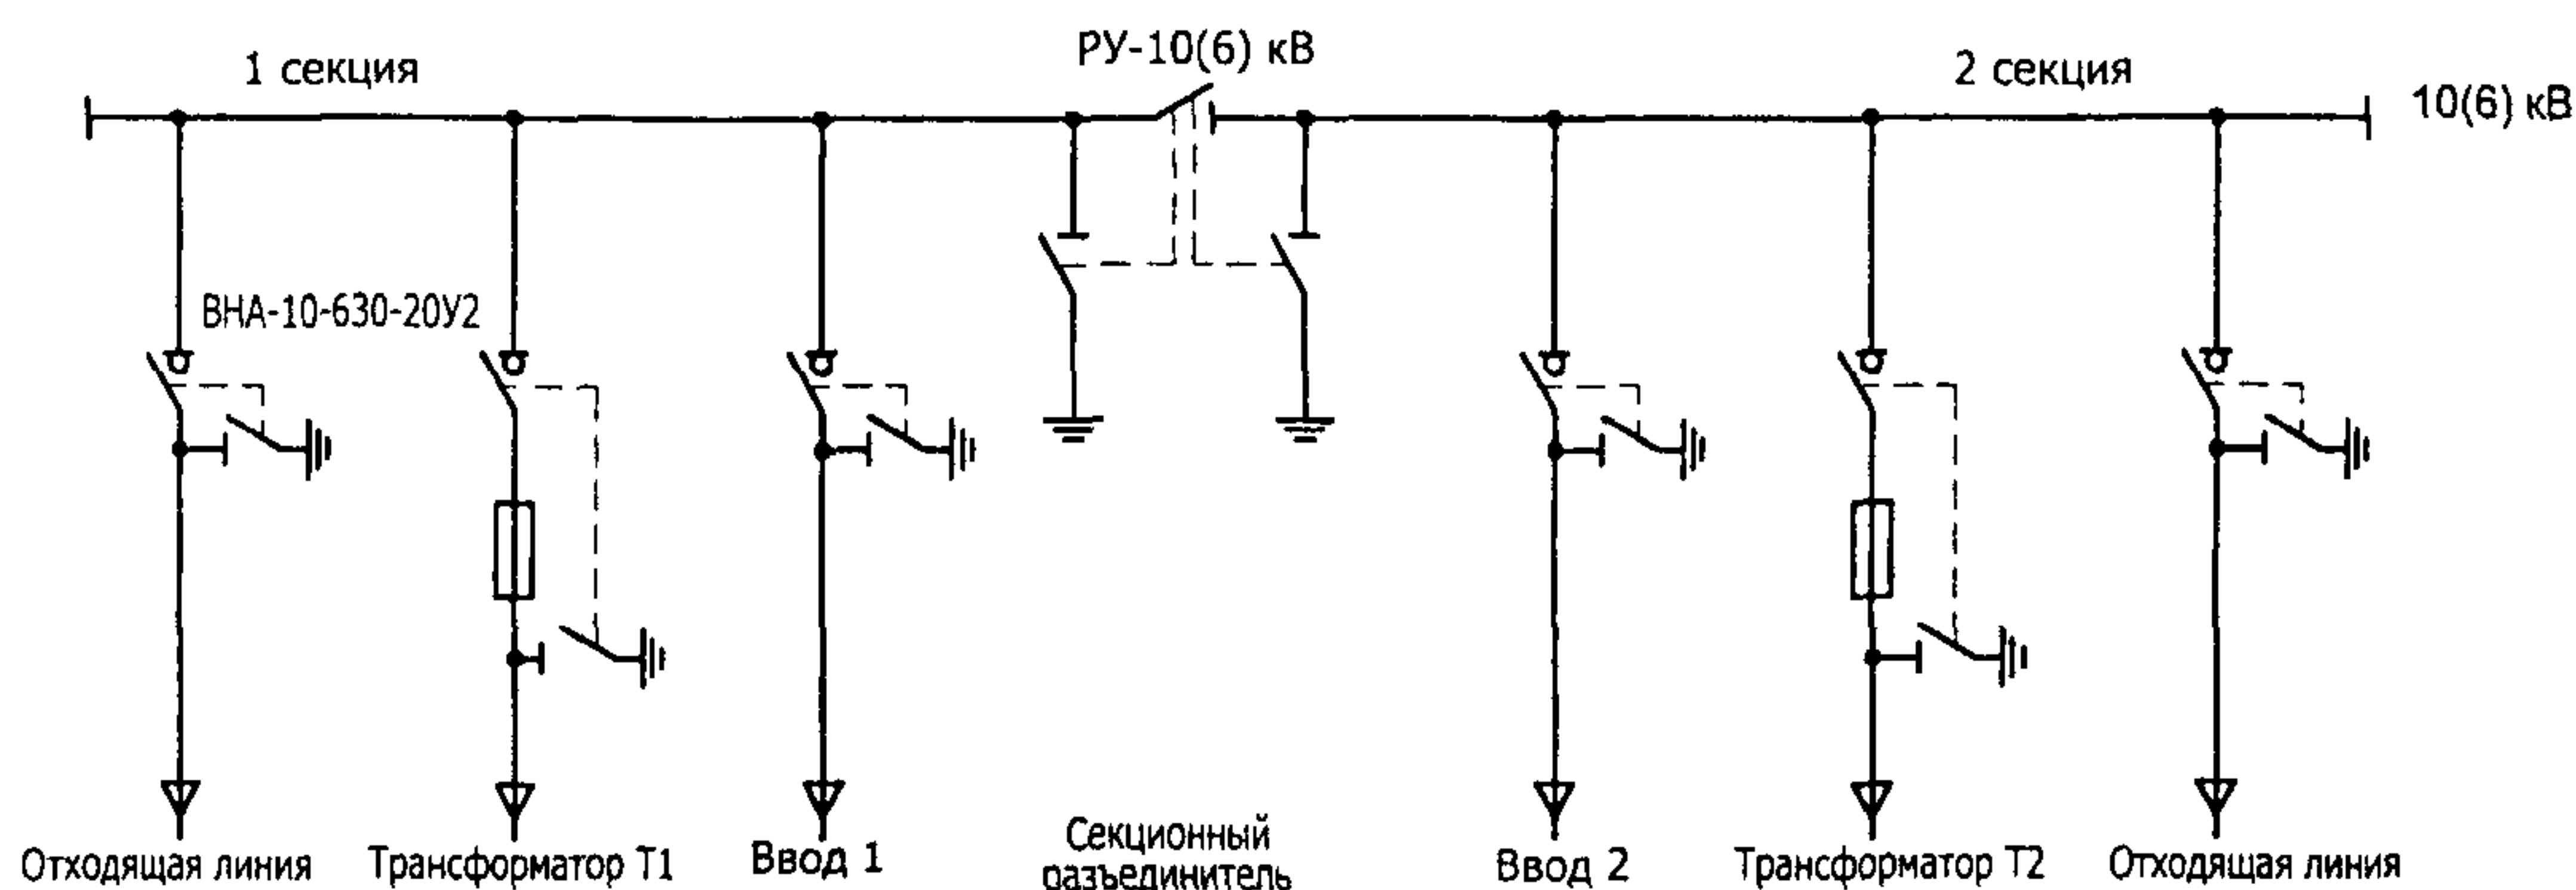 РУ-10(6) кВ
1 секция
2 секция
10(6) кВ
ВНА-10-630-20У2
Отходящая линия
Трансформатор Т1
Ввод 1
Секционный
разъединитель
Ввод 2
Трансформатор Т2
Отходящая линия